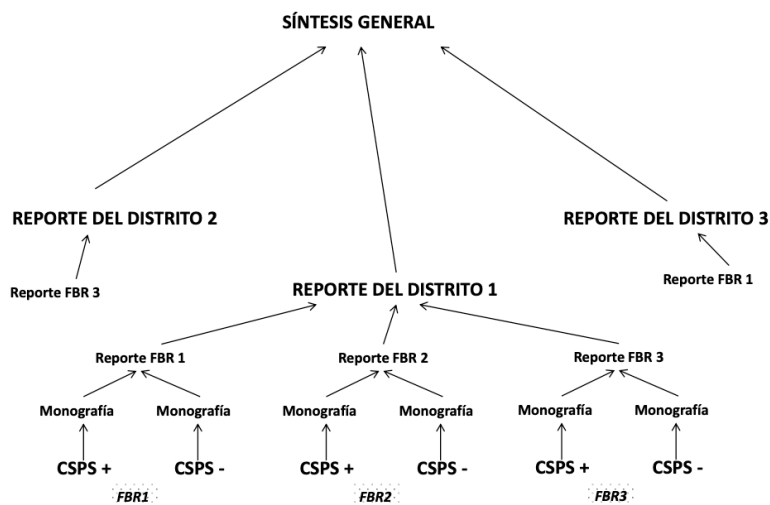 SÍNTESIS GENERAL
REPORTE DEL DISTRITO 2
REPORTE DEL DISTRITO 3
Reporte FBR 3
Reporte FBR 1
REPORTE DEL DISTRITO 1
Reporte FBR 1
Reporte FBR 2
Reporte FBR 3
Monografía
Monografía
Monografía
Monografía
Monografía
Monografía
CSPS +
CSPS -
CSPS +
CSPS -
CSPS +
CSPS -
FBR1
FBR2
FBR3